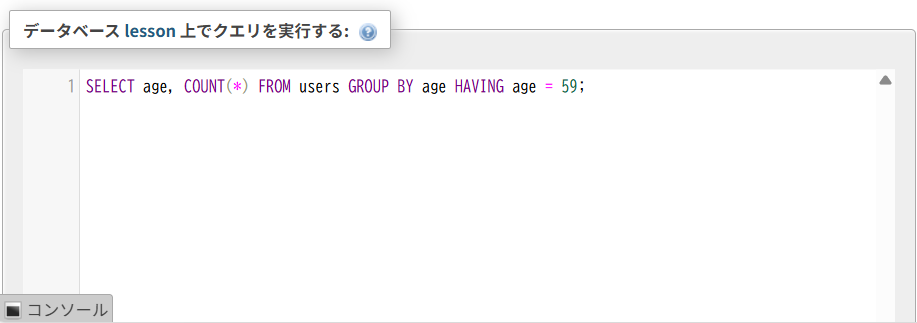 データベース lesson 上でクエリを実行する:
1 SELECT age, COUNT(*) FROM users GROUP BY age HAVING age = 59;
コンソール